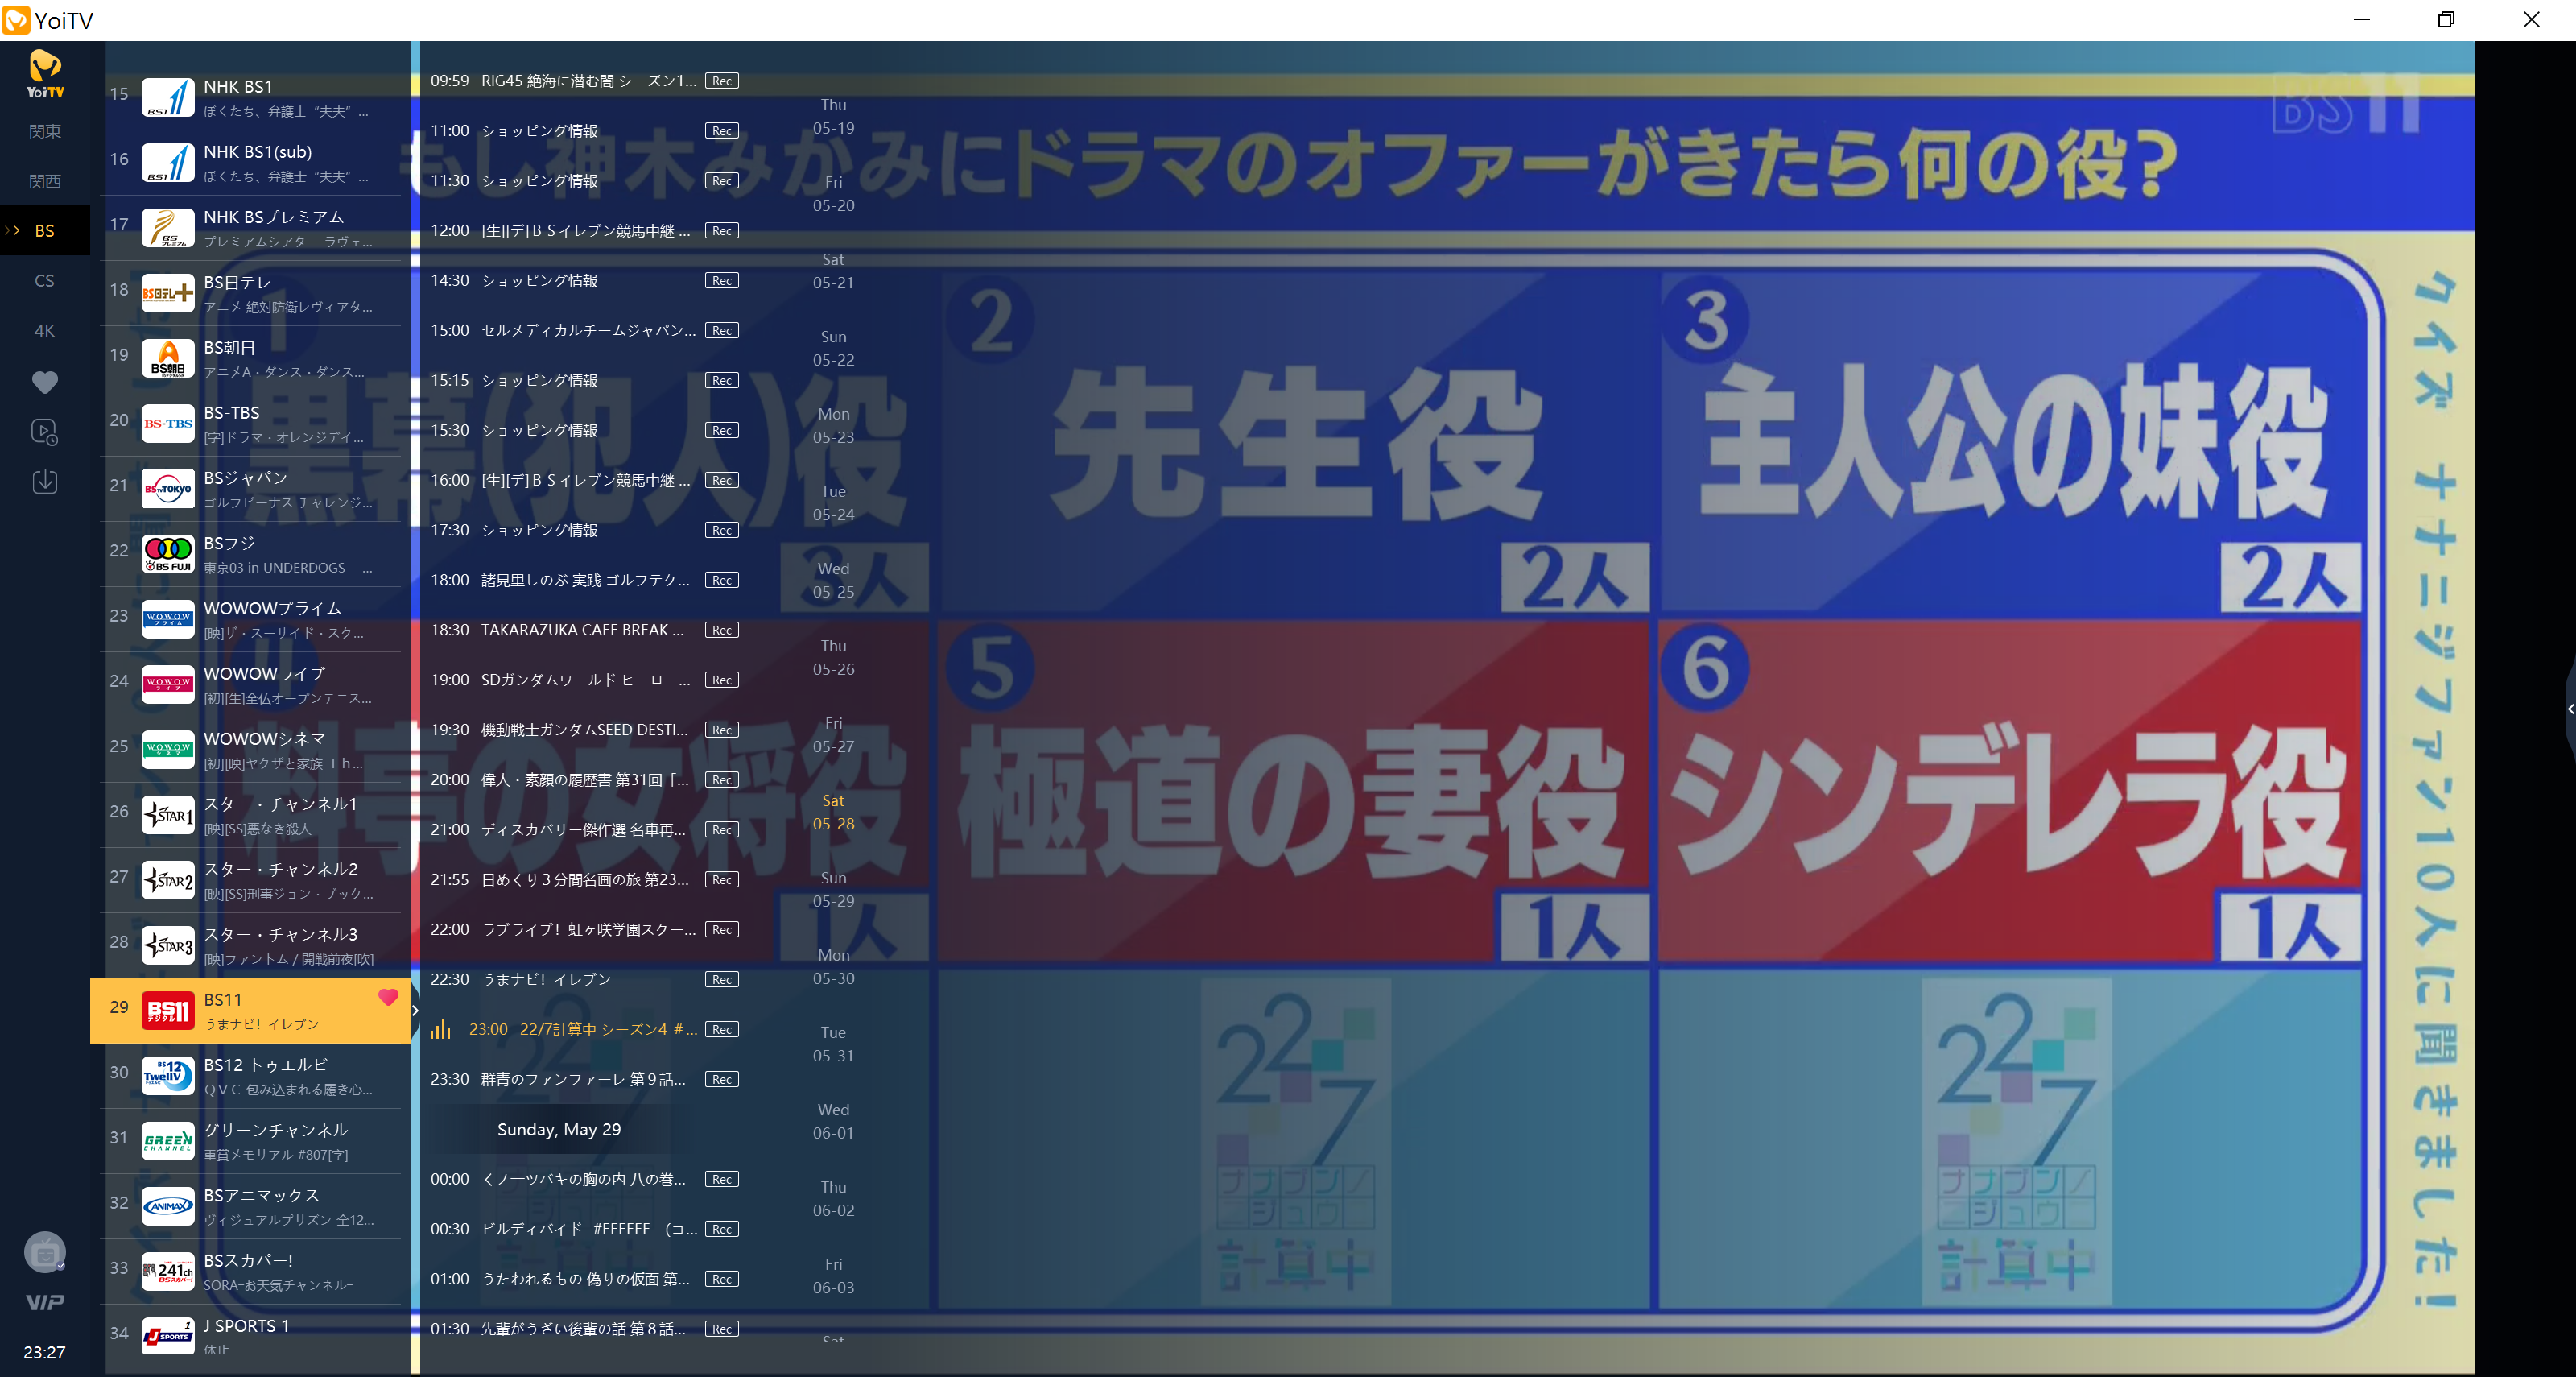 YoiTV
YoiTV
関東
関西
BS
CS
4K
VIP
23:27
15
NHK BS1
ぼくたち、弁護士“夫夫” ...
16
NHK BS1(sub)
ぼくたち、弁護士“夫夫” ...
17
NHK BSプレミアム
プレミアムシアター ラヴェ...
18
BS日テレ
アニメ 絶対防衛レヴィアタ...
19
BS朝日
アニメA・ダンス・ダンス...
20
BS-TBS
[字]ドラマ・オレンジデイ...
21
BSジャパン
ゴルフビーナス チャレンジ...
22
BSフジ
東京03 in UNDERDOGS - ...
23
WOWOWプライム
[映]ザ・スーサイド・スク...
24
WOWOWライブ
[初][生]全仏オープンテニス...
25
WOWOWシネマ
[初][映]ヤクザと家族 Ｔｈ...
26
スター・チャンネル1
[映][SS]悪なき殺人
27
スター・チャンネル2
[映][SS]刑事ジョン・ブック...
28
スター・チャンネル3
[映]ファントム / 開戦前夜[吹]
29
BS11
うまナビ！イレブン
30
BS12 トゥエルビ
ＱＶＣ 包み込まれる履き心...
31
グリーンチャンネル
重賞メモリアル #807[字]
32
BSアニマックス
ヴィジュアルプリズン 全12...
33
BSスカパー!
SORA-お天気チャンネル-
34
J SPORTS 1
休止
09:59 RIG45 絶海に潜む闇 シーズン1... Rec
11:00 ショッピング情報 Rec
11:30 ショッピング情報 Rec
12:00 [生][デ]ＢＳイレブン競馬中継 ... Rec
14:30 ショッピング情報 Rec
15:00 セルメディカルチームジャパン... Rec
15:15 ショッピング情報 Rec
15:30 ショッピング情報 Rec
16:00 [生][デ]ＢＳイレブン競馬中継 ... Rec
17:30 ショッピング情報 Rec
18:00 諸見里しのぶ 実践 ゴルフテク... Rec
18:30 TAKARAZUKA CAFE BREAK ... Rec
19:00 SDガンダムワールド ヒーロー... Rec
19:30 機動戦士ガンダムSEED DESTI... Rec
20:00 偉人・素顔の履歴書 第31回「... Rec
21:00 ディスカバリー傑作選 名車再... Rec
21:55 日めくり３分間名画の旅 第23... Rec
22:00 ラブライブ！虹ヶ咲学園スクー... Rec
22:30 うまナビ！イレブン Rec
23:00 22/7計算中 シーズン4 ＃... Rec
23:30 群青のファンファーレ 第９話... Rec
Sunday, May 29
00:00 くノ一ツバキの胸の内 八の巻... Rec
00:30 ビルディバイド -#FFFFFF-（コ... Rec
01:00 うたわれるもの 偽りの仮面 第... Rec
01:30 先輩がうざい後輩の話 第８話... Rec
Thu
05-19
Fri
05-20
Sat
05-21
Sun
05-22
Mon
05-23
Tue
05-24
Wed
05-25
Thu
05-26
Fri
05-27
Sat
05-28
Sun
05-29
Mon
05-30
Tue
05-31
Wed
06-01
Thu
06-02
Fri
06-03
Sat
BS11
もし神木みかみにドラマのオファーがきたら何の役?
1
黒幕(犯人)役
3人
2
先生役
2人
3
主人公の妹役
2人
4
料亭の女将役
1人
5
極道の妻役
1人
6
シンデレラ役
1人
22/7
ナナブンノ
ニジュウニ
計算中
22/7
ナナブンノ
ニジュウニ
計算中
クイズ ナナニジファン10人に聞きました!